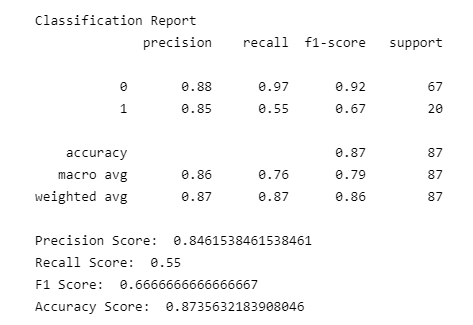 Classification Report
precision recall f1-score support
0 0.88 0.97 0.92 67
1 0.85 0.55 0.67 20
accuracy 0.87 87
macro avg 0.86 0.76 0.79 87
weighted avg 0.87 0.87 0.86 87
Precision Score: 0.8461538461538461
Recall Score: 0.55
F1 Score: 0.6666666666666667
Accuracy Score: 0.8735632183908046